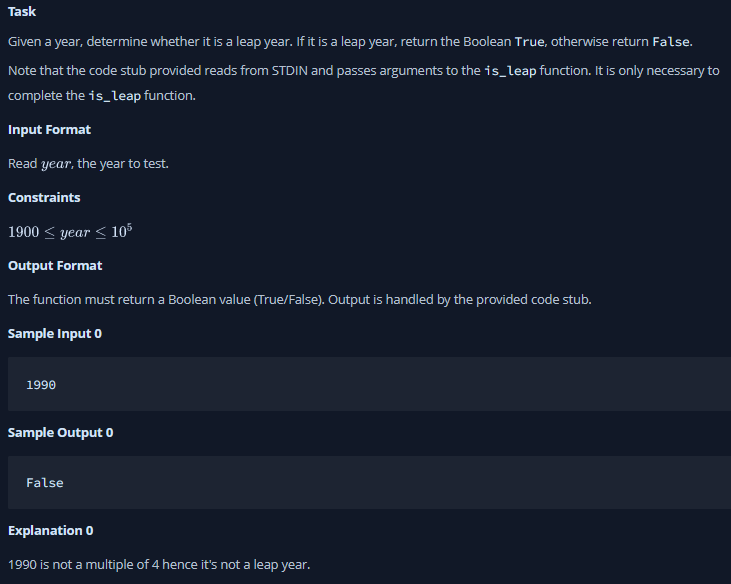 Task
Given a year, determine whether it is a leap year. If it is a leap year, return the Boolean True, otherwise return False.
Note that the code stub provided reads from STDIN and passes arguments to the is_leap function. It is only necessary to
complete the is_leap function.
Input Format
Read year, the year to test.
Constraints
1900 ≤ year ≤ 10⁵
Output Format
The function must return a Boolean value (True/False). Output is handled by the provided code stub.
Sample Input 0
1990
Sample Output 0
False
Explanation 0
1990 is not a multiple of 4 hence it's not a leap year.